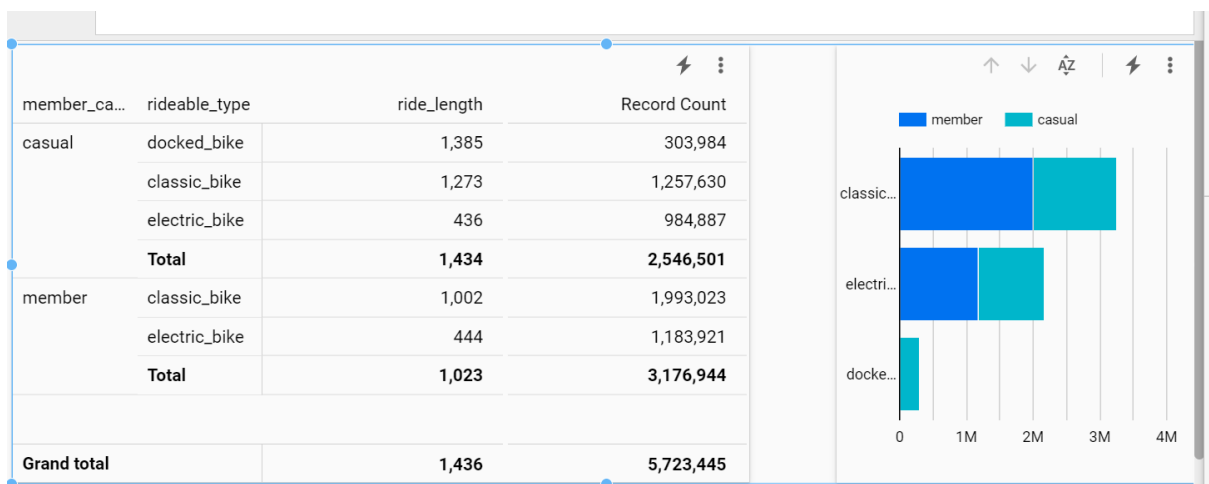 member_ca... rideable_type ride_length Record Count
casual docked_bike 1,385 303,984
classic_bike 1,273 1,257,630
electric_bike 436 984,887
Total 1,434 2,546,501
member classic_bike 1,002 1,993,023
electric_bike 444 1,183,921
Total 1,023 3,176,944
Grand total 1,436 5,723,445
AZ
member casual
classic...
electri...
docke...
0 1M 2M 3M 4M